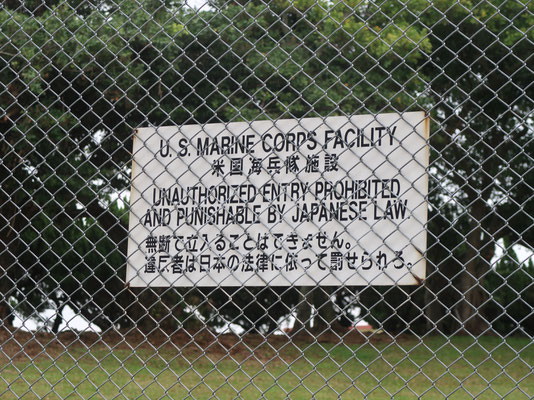 U. S. MARINE CORPS FACILITY
米国海兵隊施設
UNAUTHORIZED ENTRY PROHIBITED
AND PUNISHABLE BY JAPANESE LAW.
無断で立入ることはできません。
違反者は日本の法律に依って罰せられる。